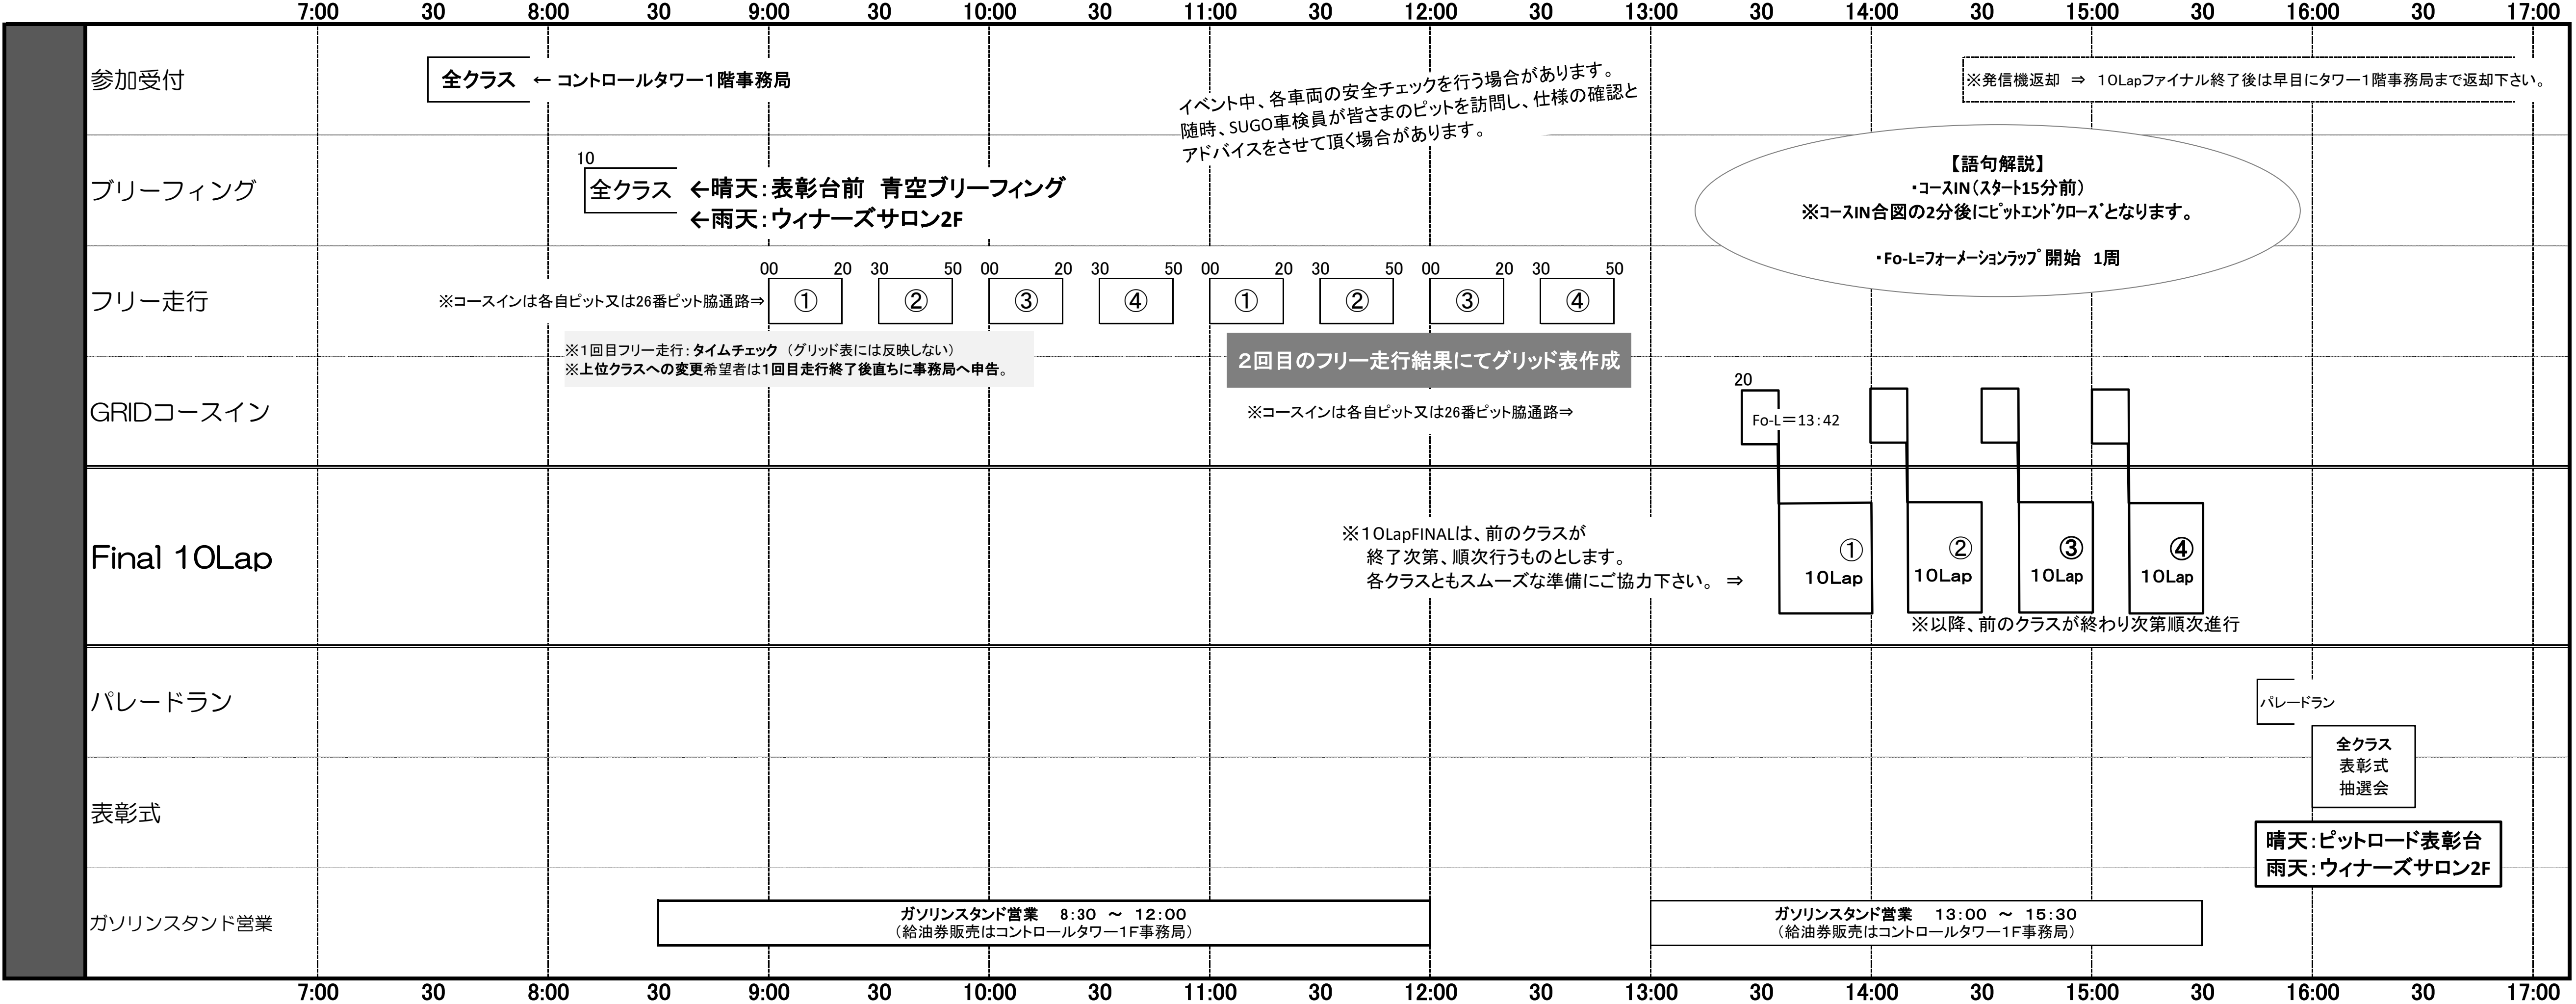 7:00 30 8:00 30 9:00 30 10:00 30 11:00 30 12:00 30 13:00 30 14:00 30 15:00 30 16:00 30 17:00
参加受付
全クラス ← コントロールタワー1階事務局
イベント中、各車両の安全チェックを行う場合があります。
随時、SUGO車検員が皆さまのピットを訪問し、仕様の確認と
アドバイスをさせて頂く場合があります。
※発信機返却 ⇒ 10Lapファイナル終了後は早目にタワー1階事務局まで返却下さい。
ブリーフィング
10
全クラス ←晴天：表彰台前 青空ブリーフィング
←雨天：ウィナーズサロン2F
【語句解説】
・コースIN（スタート15分前）
※コースIN合図の2分後にピットエンドクローズとなります。
・Fo-L=フォーメーションラップ開始 1周
フリー走行
※コースインは各自ピット又は26番ピット脇通路⇒
00 20 30 50 00 20 30 50 00 20 30 50 00 20 30 50
① ② ③ ④ ① ② ③ ④
※1回目フリー走行：タイムチェック （グリッド表には反映しない）
※上位クラスへの変更希望者は1回目走行終了後直ちに事務局へ申告。
2回目のフリー走行結果にてグリッド表作成
GRIDコースイン
※コースインは各自ピット又は26番ピット脇通路⇒
20
Fo-L＝13：42
Final 10Lap
※10LapFINALは、前のクラスが
終了次第、順次行うものとします。
各クラスともスムーズな準備にご協力下さい。 ⇒
① ② ③ ④
10Lap 10Lap 10Lap 10Lap
※以降、前のクラスが終わり次第順次進行
パレードラン
パレードラン
表彰式
全クラス
表彰式
抽選会
晴天：ピットロード表彰台
雨天：ウィナーズサロン2F
ガソリンスタンド営業
ガソリンスタンド営業 8：30 ～ 12：00
（給油券販売はコントロールタワー1F事務局）
ガソリンスタンド営業 13：00 ～ 15：30
（給油券販売はコントロールタワー1F事務局）
7:00 30 8:00 30 9:00 30 10:00 30 11:00 30 12:00 30 13:00 30 14:00 30 15:00 30 16:00 30 17:00